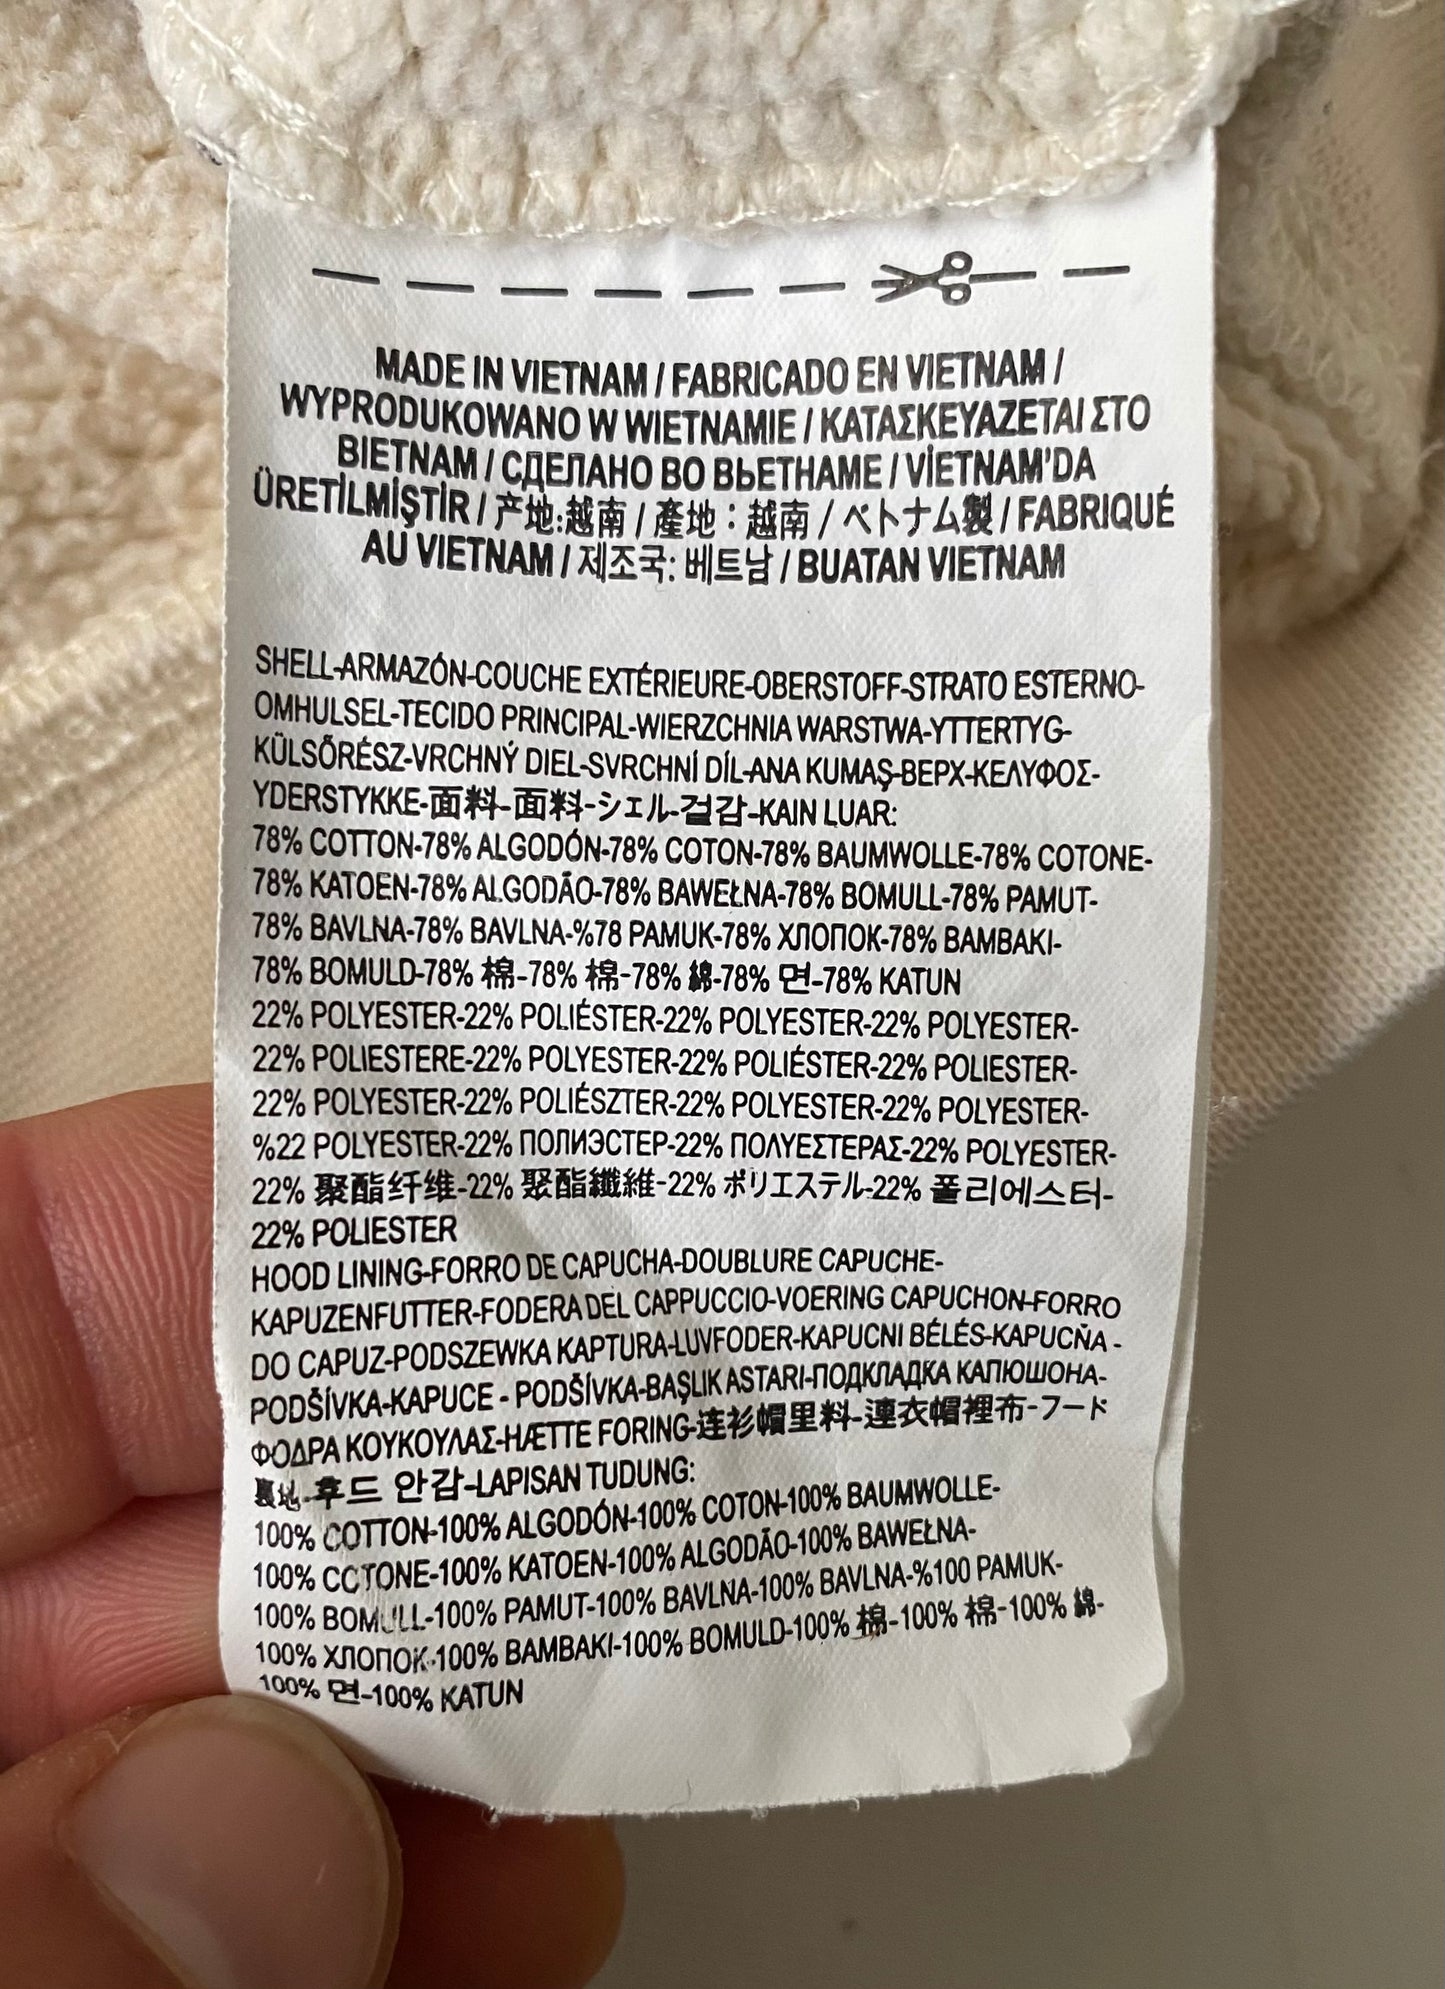 MADE IN VIETNAM / FABRICADO EN VIETNAM /
WYPRODUKOWANO W WIETNAMIE / ΚΑΤΑΣΚΕΥΑΖΕΤΑΙ ΣΤΟ
ΒΙΕΤΝΑΜ / СДЕЛАНО ВО ВЬЕТНАМЕ / VİETNAM'DA
ÜRETİLMİŞTİR / 产地:越南 / 產地：越南 / ベトナム製 / FABRIQUÉ
AU VIETNAM / 제조국: 베트남 / BUATAN VIETNAM
SHELL-ARMAZÓN-COUCHE EXTÉRIEURE-OBERSTOFF-STRATO ESTERNO-
OMHULSEL-TECIDO PRINCIPAL-WIERZCHNIA WARSTWA-YTTERTYG-
KÜLSŐRÉSZ-VRCHNÝ DIEL-SVRCHNÍ DÍL-ANA KUMAŞ-ВЕРХ-ΚΕΛΥΦΟΣ-
YDERSTYKKE-面料-面料-シェル-겉감-KAIN LUAR:
78% COTTON-78% ALGODÓN-78% COTON-78% BAUMWOLLE-78% COTONE-
78% KATOEN-78% ALGODÃO-78% BAWEŁNA-78% BOMULL-78% PAMUT-
78% BAVLNA-78% BAVLNA-%78 PAMUK-78% ХЛОПОК-78% ΒΑΜΒΑΚΙ-
78% BOMULD-78% 棉-78% 棉-78% 綿-78% 면-78% KATUN
22% POLYESTER-22% POLIÉSTER-22% POLYESTER-22% POLYESTER-
22% POLIESTERE-22% POLYESTER-22% POLIÉSTER-22% POLIESTER-
22% POLYESTER-22% POLIÉSZTER-22% POLYESTER-22% POLYESTER-
%22 POLYESTER-22% ПОЛИЭСТЕР-22% ΠΟΛΥΕΣΤΕΡΑΣ-22% POLYESTER-
22% 聚酯纤维-22% 聚酯纖維-22% ポリエステル-22% 폴리에스터-
22% POLIESTER
HOOD LINING-FORRO DE CAPUCHA-DOUBLURE CAPUCHE-
KAPUZENFUTTER-FODERA DEL CAPPUCCIO-VOERING CAPUCHON-FORRO
DO CAPUZ-PODSZEWKA KAPTURA-LUVFODER-KAPUCNI BÉLÉS-KAPUCŇA -
PODŠÍVKA-KAPUCE - PODŠÍVKA-BAŞLIK ASTARI-ПОДКЛАДКА КАПЮШОНА-
ΦΟΔΡΑ ΚΟΥΚΟΥΛΑΣ-HÆTTE FORING-连衫帽里料-連衣帽裡布-フード
裏地-후드 안감-LAPISAN TUDUNG:
100% COTTON-100% ALGODÓN-100% COTON-100% BAUMWOLLE-
100% COTONE-100% KATOEN-100% ALGODÃO-100% BAWEŁNA-
100% BOMULL-100% PAMUT-100% BAVLNA-100% BAVLNA-%100 PAMUK-
100% ХЛОПОК-100% ΒΑΜΒΑΚΙ-100% BOMULD-100% 棉-100% 棉-100% 綿-
100% 면-100% KATUN